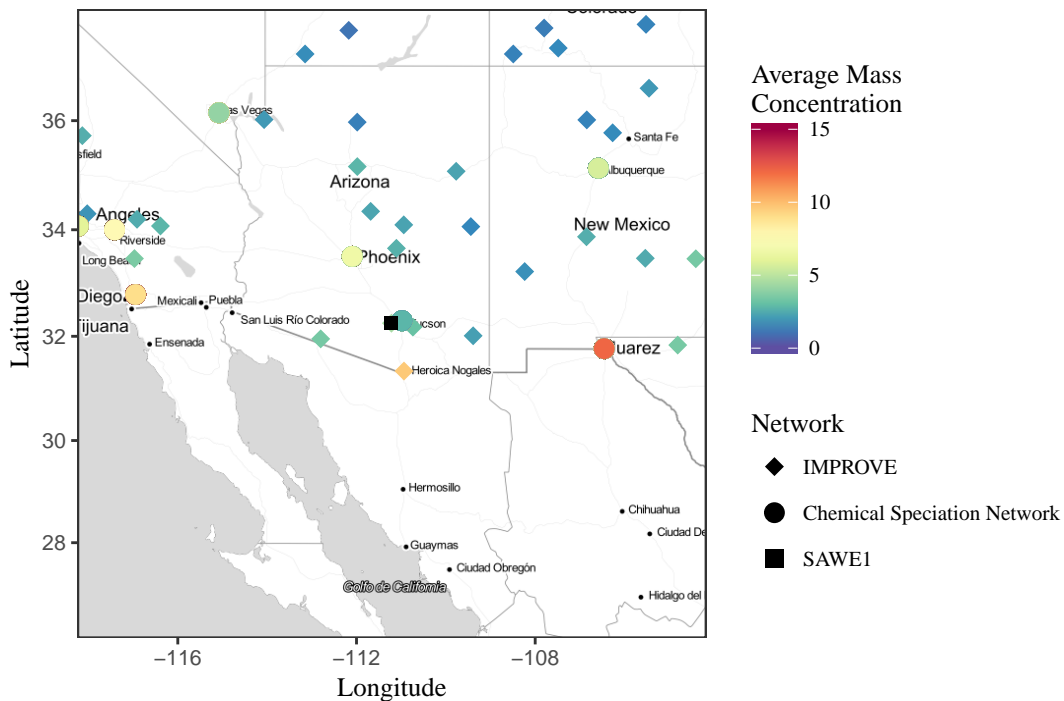 Colorado
36
34
32
30
28
Latitude
−116
−112
−108
Longitude
as Vegas
Santa Fe
sfield
Albuquerque
Arizona
Angeles
New Mexico
Riverside
Long Bea
Phoenix
Diego
Mexicali
Puebla
San Luis Río Colorado
Tucson
ijuana
Ensenada
Juarez
Heroica Nogales
Hermosillo
Chihuahua
Ciudad De
Guaymas
Ciudad Obregón
Golfo de California
Hidalgo del
Average Mass
Concentration
15
10
5
0
Network
IMPROVE
Chemical Speciation Network
SAWE1